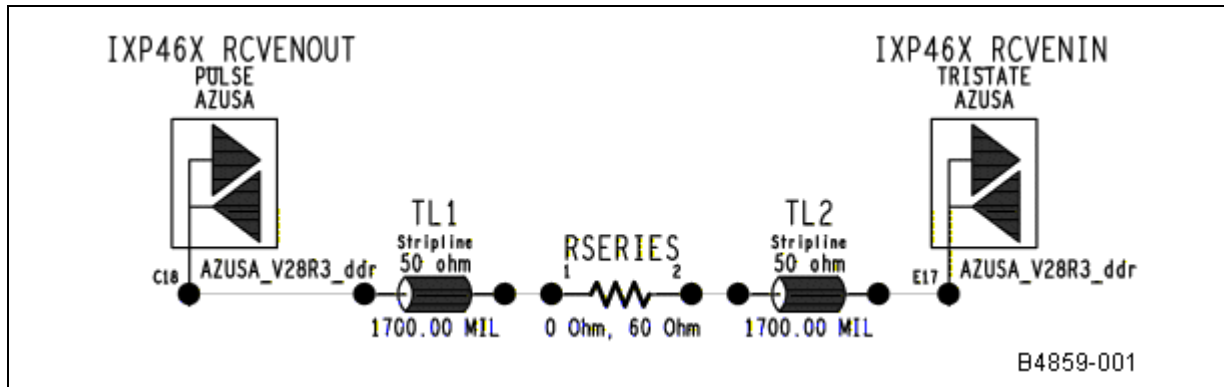 IXP46X RCVENOUT
PULSE
AZUSA
IXP46X RCVENIN
TRISTATE
AZUSA
C18
AZUSA_V28R3_ddr
TL1
Stripline
50 ohm
1700.00 MIL
RSERIES
1 2
0 Ohm, 60 Ohm
TL2
Stripline
50 ohm
1700.00 MIL
E17
AZUSA_V28R3_ddr
B4859-001